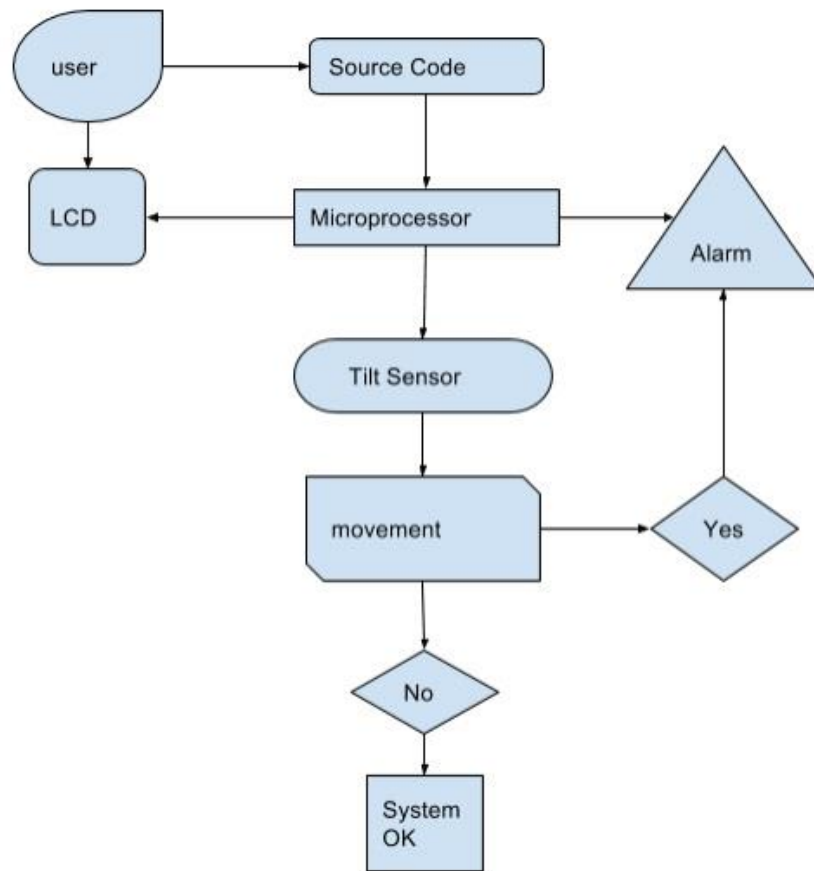 user
Source Code
LCD
Microprocessor
Alarm
Tilt Sensor
movement
Yes
No
System
OK